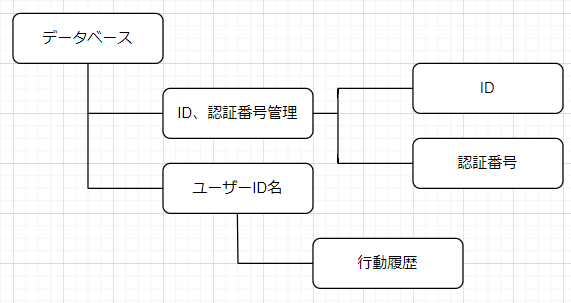 データベース
ID、認証番号管理
ID
認証番号
ユーザーID名
行動履歴